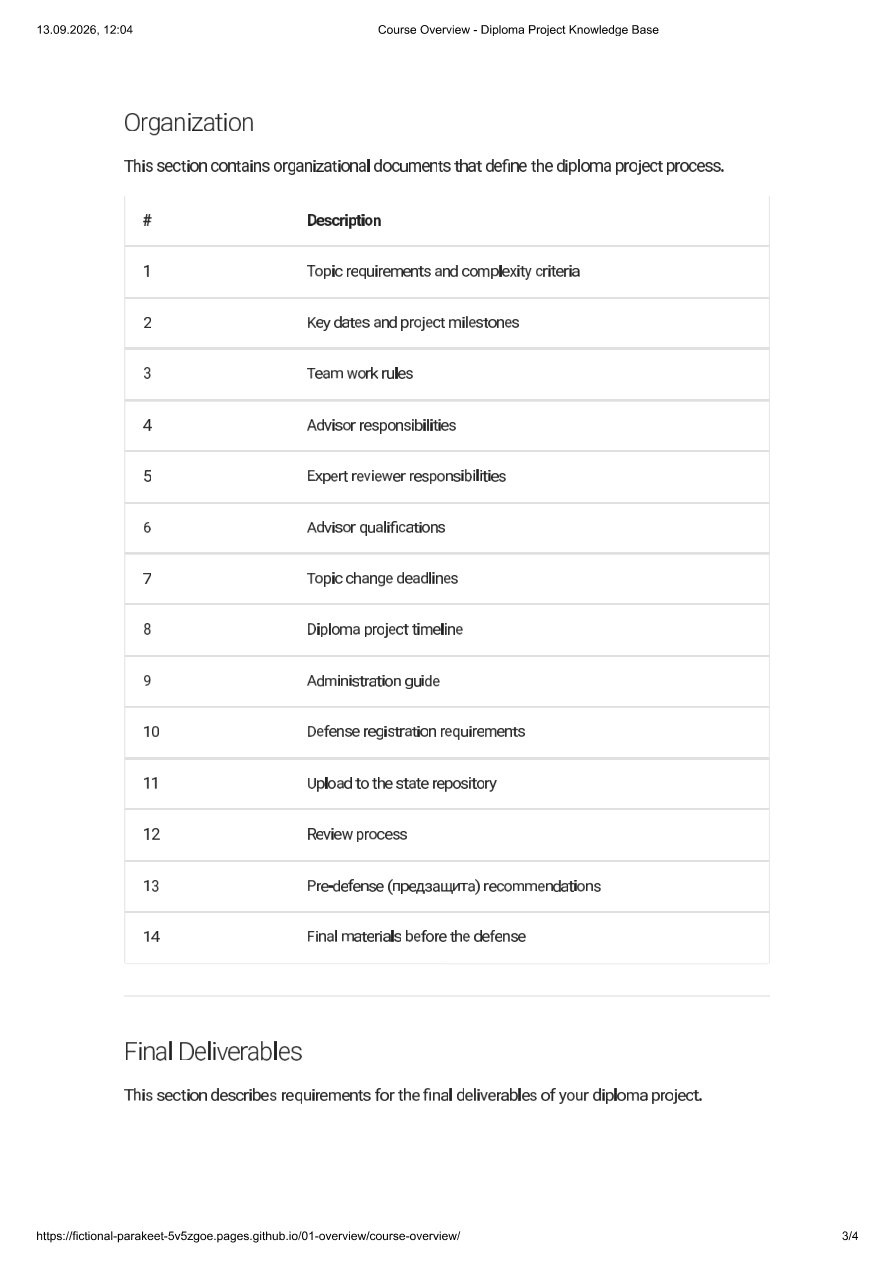 13.09.2026, 12:04 Course Overview - Diploma Project Knowledge Base
Organization
This section contains organizational documents that define the diploma project process.
# Description
1 Topic requirements and complexity criteria
2 Key dates and project milestones
3 Team work rules
4 Advisor responsibilities
5 Expert reviewer responsibilities
6 Advisor qualifications
7 Topic change deadlines
8 Diploma project timeline
9 Administration guide
10 Defense registration requirements
11 Upload to the state repository
12 Review process
13 Pre-defense (предзащита) recommendations
14 Final materials before the defense
Final Deliverables
This section describes requirements for the final deliverables of your diploma project.
https://fictional-parakeet-5v5zgoe.pages.github.io/01-overview/course-overview/ 3/4